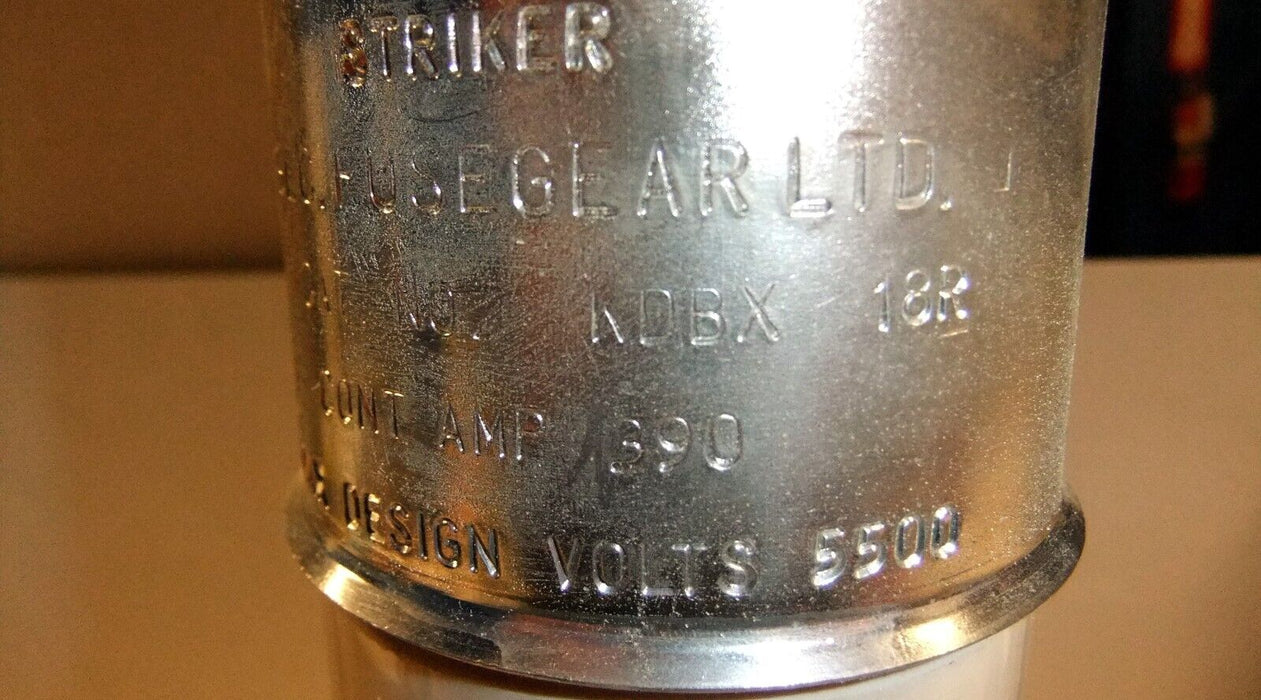 STRIKER
FUSEGEAR LTD.
KDBX 18R
CONT AMP 390
DESIGN VOLTS 5500